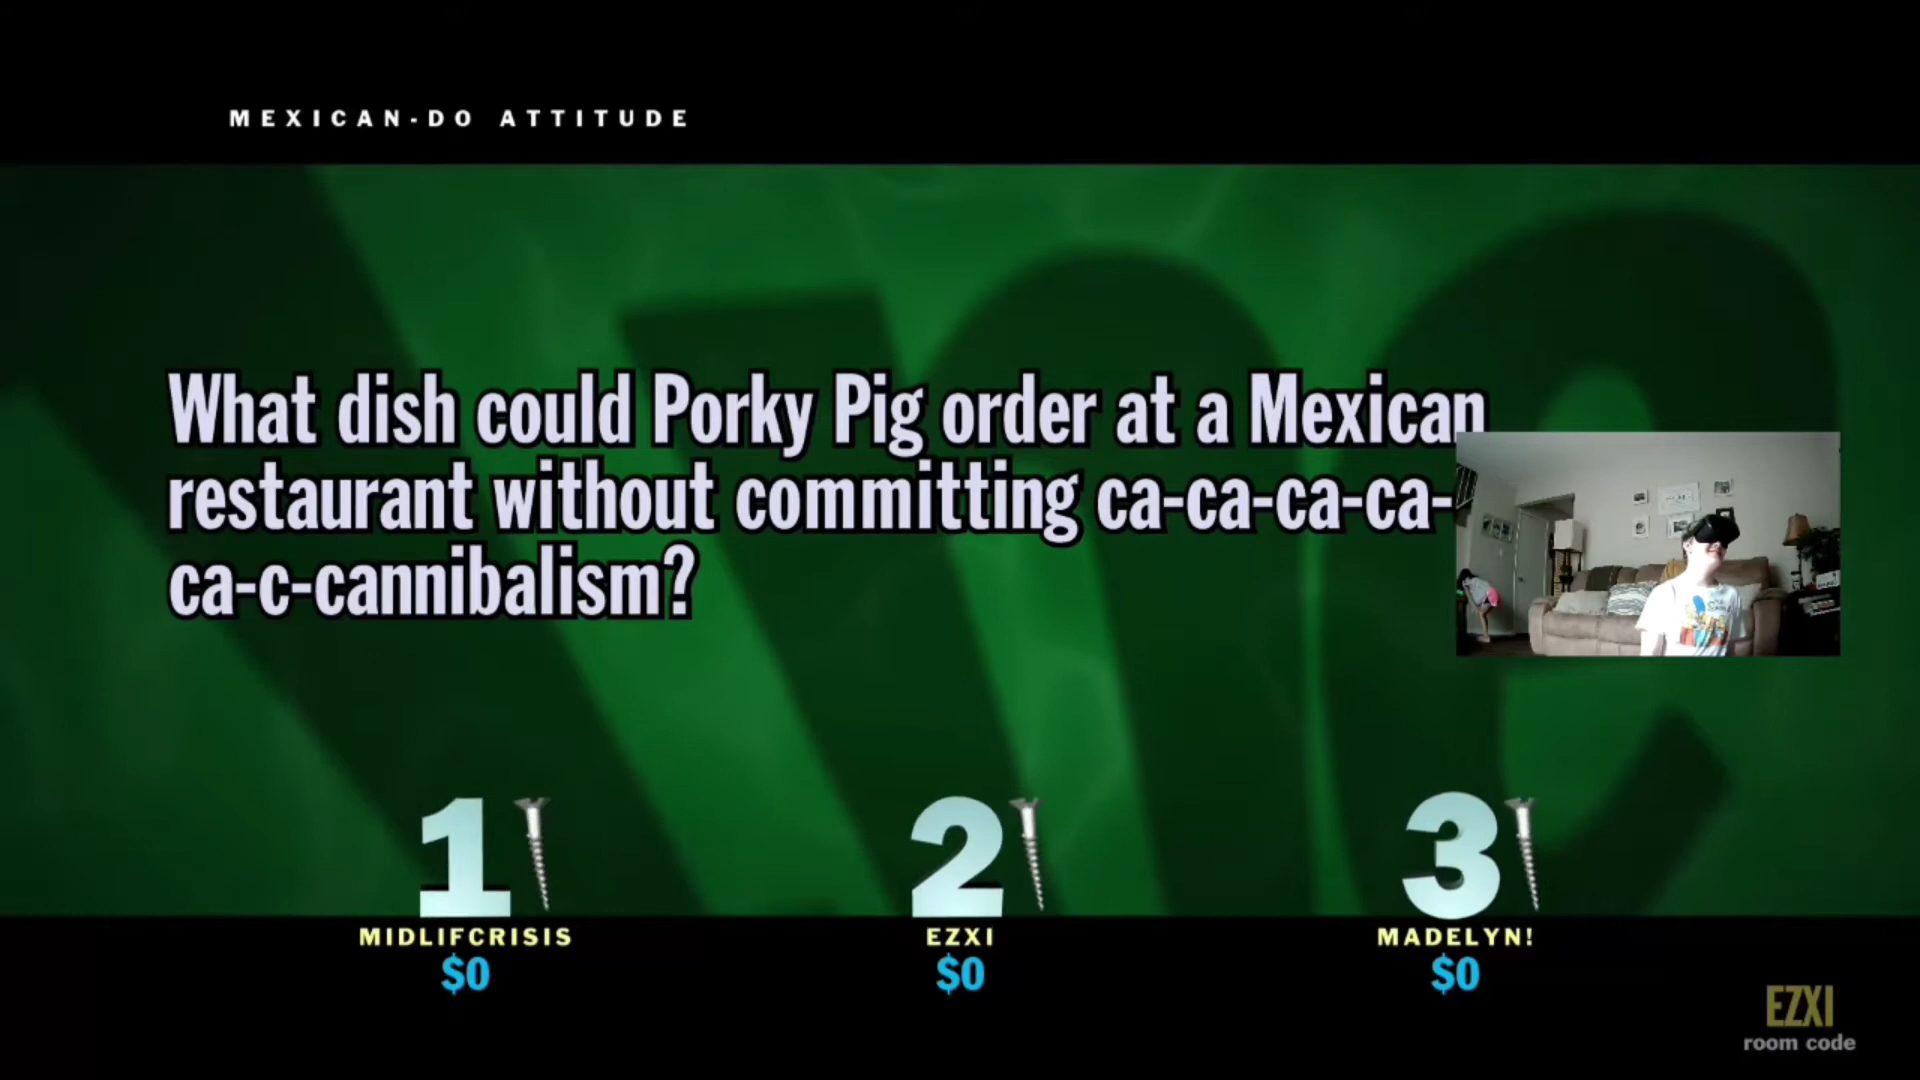 MEXICAN-DO ATTITUDE
What dish could Porky Pig order at a Mexican
restaurant without committing ca-ca-ca-ca-
ca-c-cannibalism?
1 2 3
MIDLIFCRISIS EZXI MADELYN!
$0 $0 $0
EZXI
room code